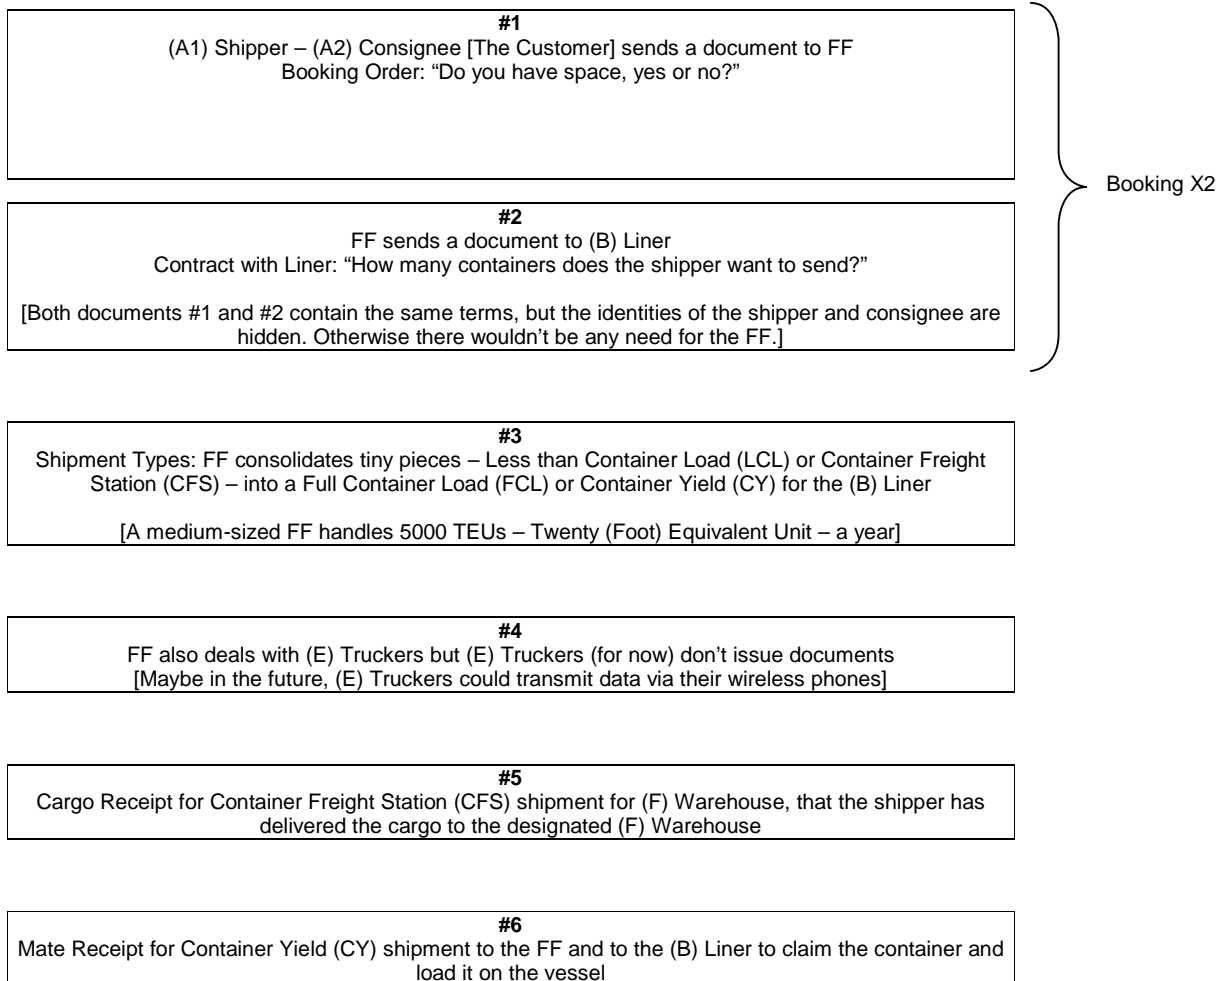 #1
(A1) Shipper – (A2) Consignee [The Customer] sends a document to FF
Booking Order: “Do you have space, yes or no?”
Booking X2
#2
FF sends a document to (B) Liner
Contract with Liner: “How many containers does the shipper want to send?”
[Both documents #1 and #2 contain the same terms, but the identities of the shipper and consignee are
hidden. Otherwise there wouldn’t be any need for the FF.]
#3
Shipment Types: FF consolidates tiny pieces – Less than Container Load (LCL) or Container Freight
Station (CFS) – into a Full Container Load (FCL) or Container Yield (CY) for the (B) Liner
[A medium-sized FF handles 5000 TEUs – Twenty (Foot) Equivalent Unit – a year]
#4
FF also deals with (E) Truckers but (E) Truckers (for now) don’t issue documents
[Maybe in the future, (E) Truckers could transmit data via their wireless phones]
#5
Cargo Receipt for Container Freight Station (CFS) shipment for (F) Warehouse, that the shipper has
delivered the cargo to the designated (F) Warehouse
#6
Mate Receipt for Container Yield (CY) shipment to the FF and to the (B) Liner to claim the container and
load it on the vessel